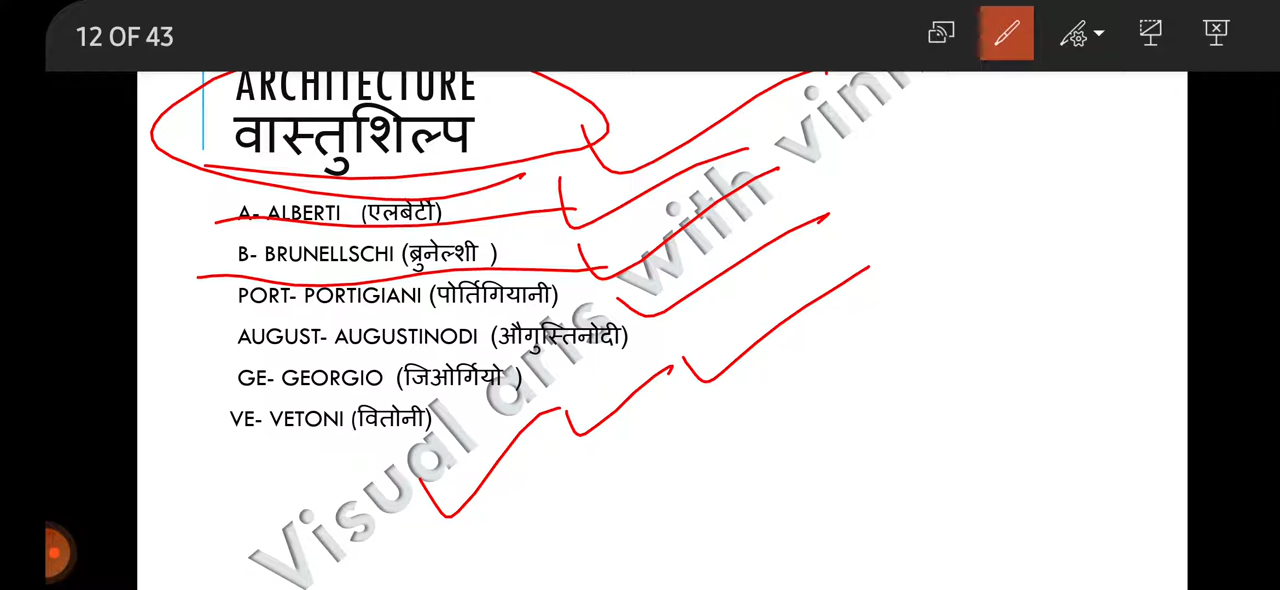 12 OF 43
ARCHITECTURE
वास्तुशिल्प
A- ALBERTI (एलबेर्टी)
B- BRUNELLSCHI (ब्रुनेल्शी )
PORT- PORTIGIANI (पोर्तिगियानी)
AUGUST- AUGUSTINODI (औगुस्तिनोदी)
GE- GEORGIO (जिओर्गियो )
VE- VETONI (वितोनी)
Visual arts with